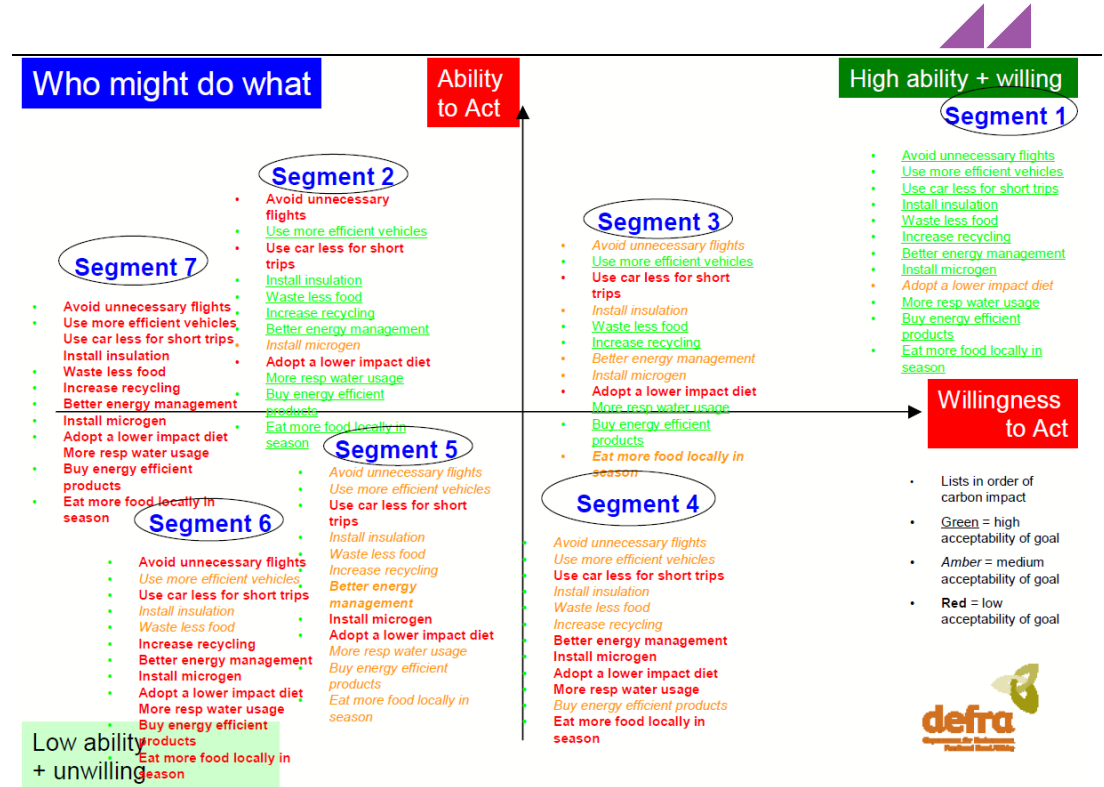 Who might do what
Ability
to Act
High ability + willing
Segment 1
• Avoid unnecessary flights
• Use more efficient vehicles
• Use car less for short trips
• Install insulation
• Waste less food
• Increase recycling
• Better energy management
• Install microgen
• Adopt a lower impact diet
• More resp water usage
• Buy energy efficient
products
• Eat more food locally in
season
Segment 2
• Avoid unnecessary
flights
• Use more efficient vehicles
• Use car less for short
trips
• Install insulation
• Waste less food
• Increase recycling
• Better energy management
• Install microgen
• Adopt a lower impact diet
More resp water usage
• Buy energy efficient
products
• Eat more food locally in
season
Segment 3
• Avoid unnecessary flights
• Use more efficient vehicles
• Use car less for short
trips
• Install insulation
• Waste less food
• Increase recycling
• Better energy management
• Install microgen
• Adopt a lower impact diet
More resp water usage
• Buy energy efficient
products
• Eat more food locally in
season
Segment 7
• Avoid unnecessary flights
• Use more efficient vehicles
Use car less for short trips
Install insulation
• Waste less food
• Increase recycling
• Better energy management
• Install microgen
• Adopt a lower impact diet
More resp water usage
• Buy energy efficient
products
• Eat more food locally in
season
Willingness
to Act
Segment 5
• Avoid unnecessary flights
• Use more efficient vehicles
• Use car less for short
trips
• Install insulation
• Waste less food
• Increase recycling
• Better energy
management
• Install microgen
• Adopt a lower impact diet
More resp water usage
• Buy energy efficient
products
• Eat more food locally in
season
Segment 4
• Avoid unnecessary flights
• Use more efficient vehicles
• Use car less for short trips
• Install insulation
• Waste less food
• Increase recycling
• Better energy management
• Install microgen
• Adopt a lower impact diet
• More resp water usage
• Buy energy efficient products
• Eat more food locally in
season
Segment 6
• Avoid unnecessary flights
• Use more efficient vehicles
• Use car less for short trips
• Install insulation
• Waste less food
• Increase recycling
• Better energy management
• Install microgen
• Adopt a lower impact diet
More resp water usage
• Buy energy efficient
products
• Eat more food locally in
season
Low ability
+ unwilling
• Lists in order of
carbon impact
• Green = high
acceptability of goal
• Amber = medium
acceptability of goal
• Red = low
acceptability of goal
defra